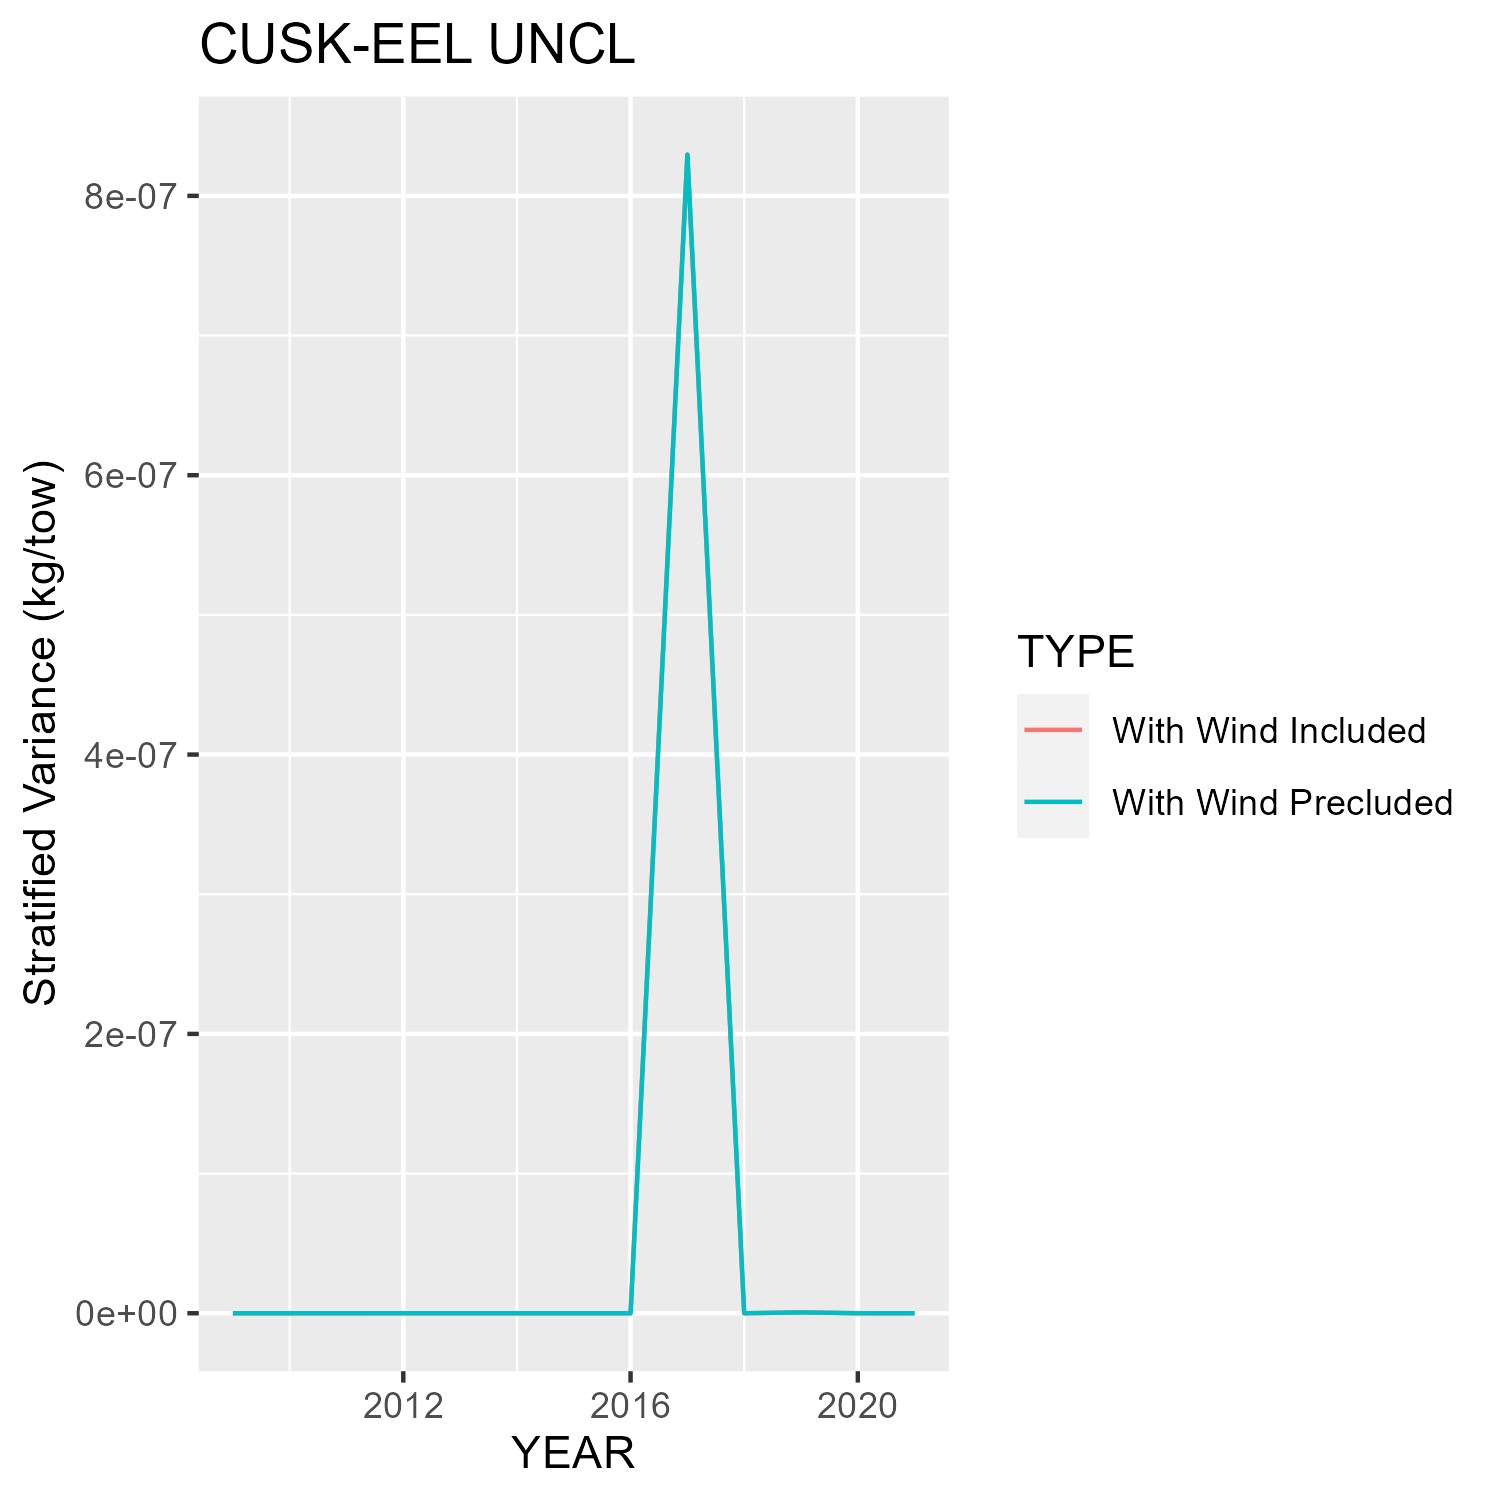 CUSK-EEL UNCL
Stratified Variance (kg/tow)
8e-07
6e-07
4e-07
2e-07
0e+00
2012
2016
2020
YEAR
TYPE
With Wind Included
With Wind Precluded